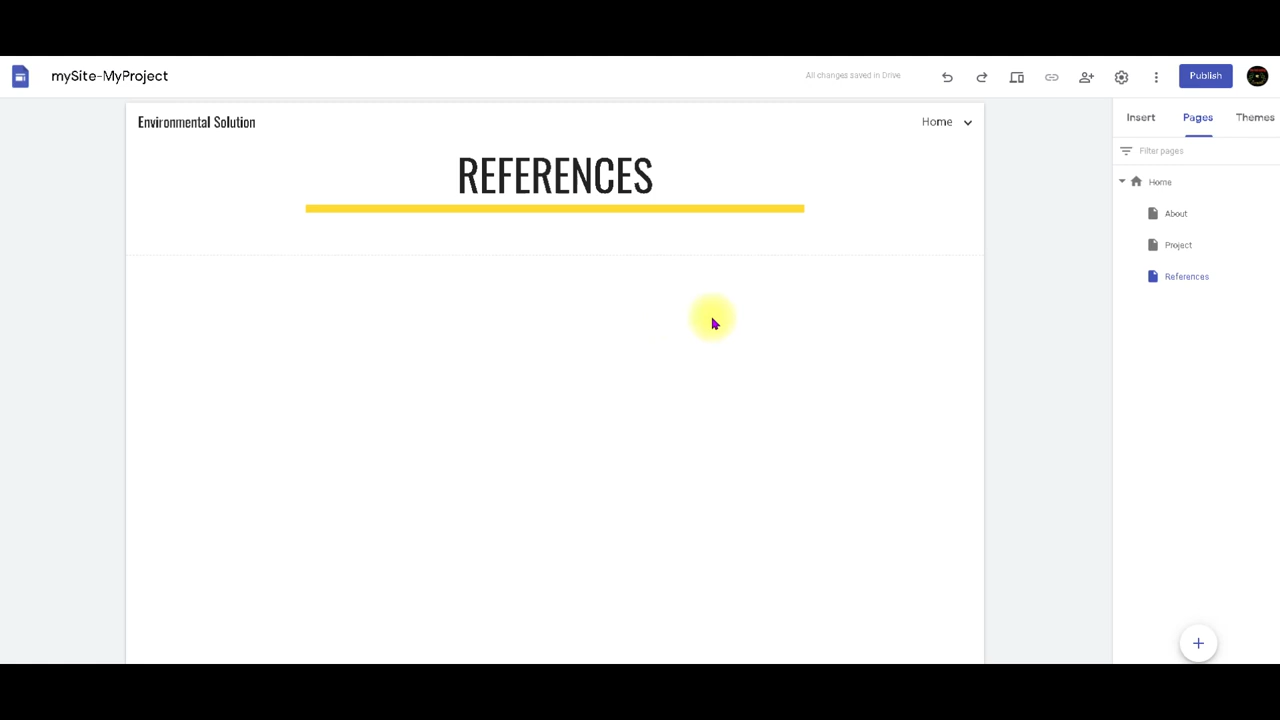 mySite-MyProject
All changes saved in Drive
Publish
Environmental Solution
Home
Insert
Pages
Themes
REFERENCES
Filter pages
Home
About
Project
References